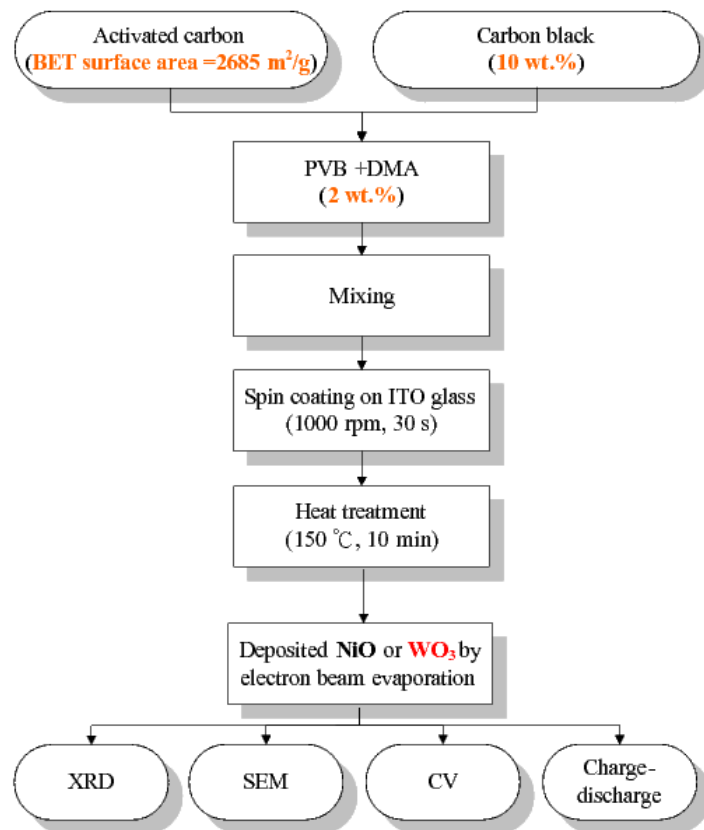 Activated carbon
(BET surface area =2685 m²/g)
Carbon black
(10 wt.%)
PVB +DMA
(2 wt.%)
Mixing
Spin coating on ITO glass
(1000 rpm, 30 s)
Heat treatment
(150 ℃, 10 min)
Deposited NiO or WO₃ by
electron beam evaporation
XRD
SEM
CV
Charge-
discharge